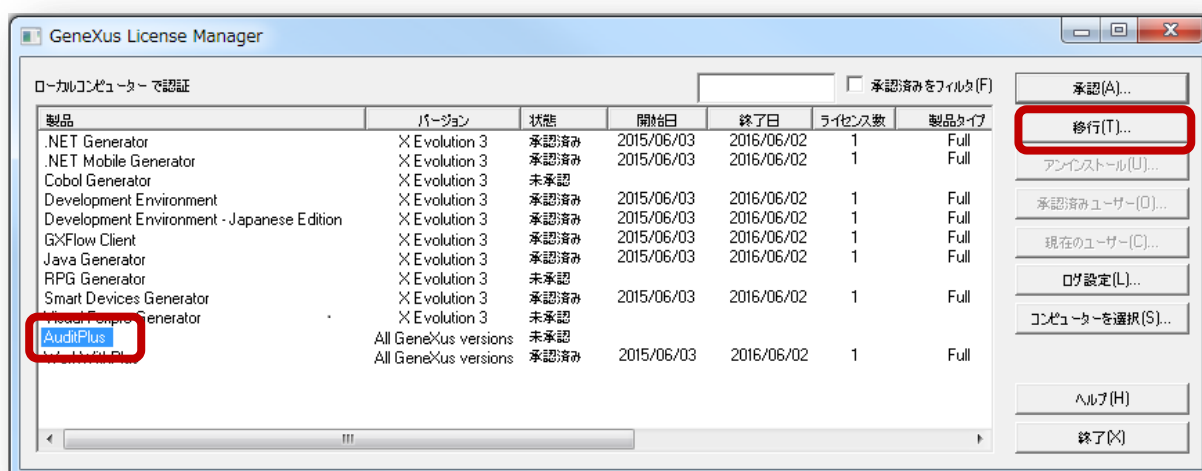 GeneXus License Manager
ローカルコンピューター で認証
承認済みをフィルタ(F)
製品 バージョン 状態 開始日 終了日 ライセンス数 製品タイプ
.NET Generator X Evolution 3 承認済み 2015/06/03 2016/06/02 1 Full
.NET Mobile Generator X Evolution 3 承認済み 2015/06/03 2016/06/02 1 Full
Cobol Generator X Evolution 3 未承認
Development Environment X Evolution 3 承認済み 2015/06/03 2016/06/02 1 Full
Development Environment - Japanese Edition X Evolution 3 承認済み 2015/06/03 2016/06/02 1 Full
GXFlow Client X Evolution 3 承認済み 2015/06/03 2016/06/02 1 Full
Java Generator X Evolution 3 承認済み 2015/06/03 2016/06/02 1 Full
RPG Generator X Evolution 3 未承認
Smart Devices Generator X Evolution 3 承認済み 2015/06/03 2016/06/02 1 Full
Visual Foxpro Generator X Evolution 3 未承認
AuditPlus All GeneXus versions 未承認
WorkWithPlus All GeneXus versions 承認済み 2015/06/03 2016/06/02 1 Full
承認(A)...
移行(T)...
アンインストール(U)...
承認済みユーザー(O)...
現在のユーザー(C)...
ログ設定(L)...
コンピューターを選択(S)...
ヘルプ(H)
終了(X)